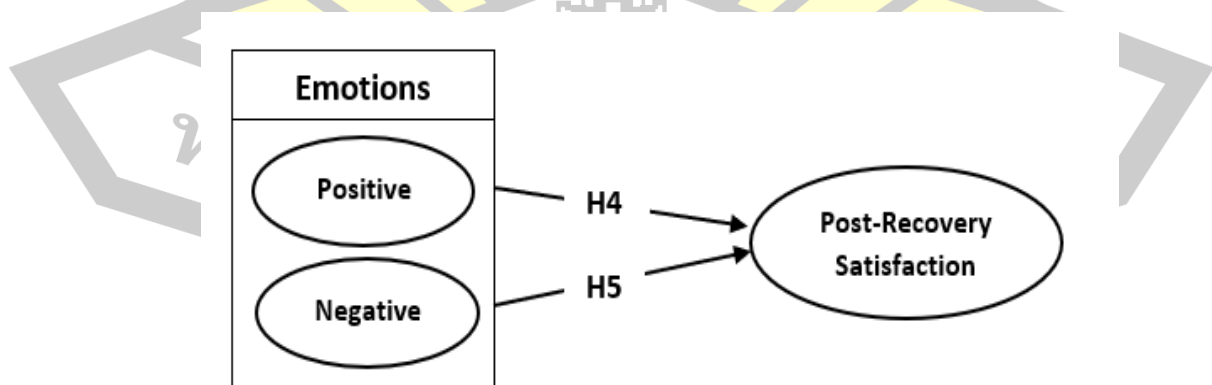 Emotions
Positive
Negative
H4
H5
Post-Recovery
Satisfaction